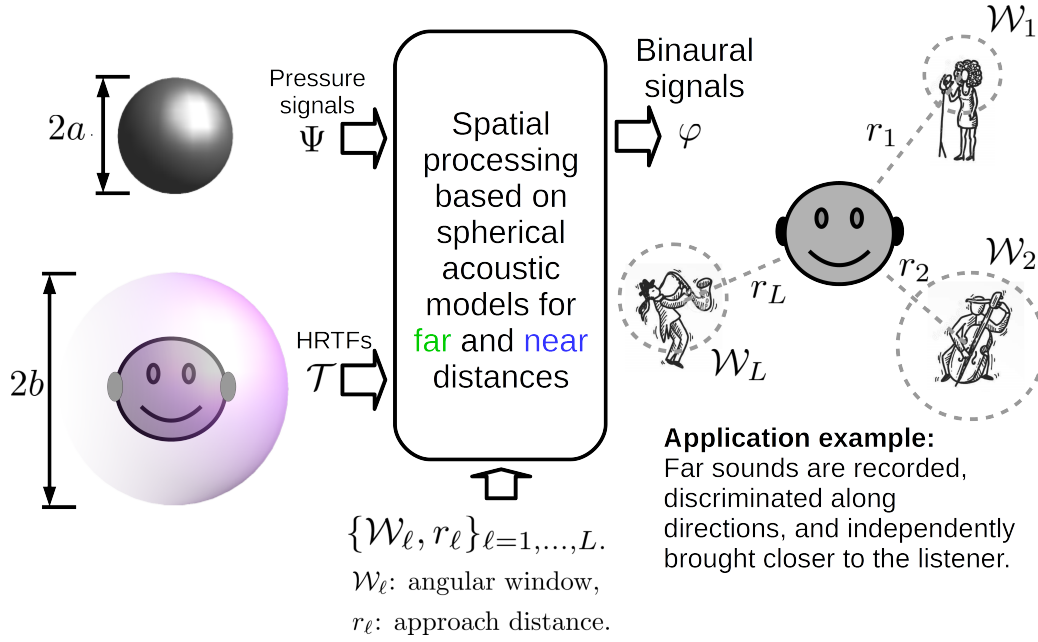 2a
Pressure
signals
Ψ
2b
HRTFs
𝒯
Spatial
processing
based on
spherical
acoustic
models for
far and near
distances
{𝒲ℓ, rℓ}ℓ=1,...,L.
𝒲ℓ: angular window,
rℓ: approach distance.
Binaural
signals
φ
𝒲1
r1
𝒲2
r2
rL
𝒲L
Application example:
Far sounds are recorded,
discriminated along
directions, and independently
brought closer to the listener.